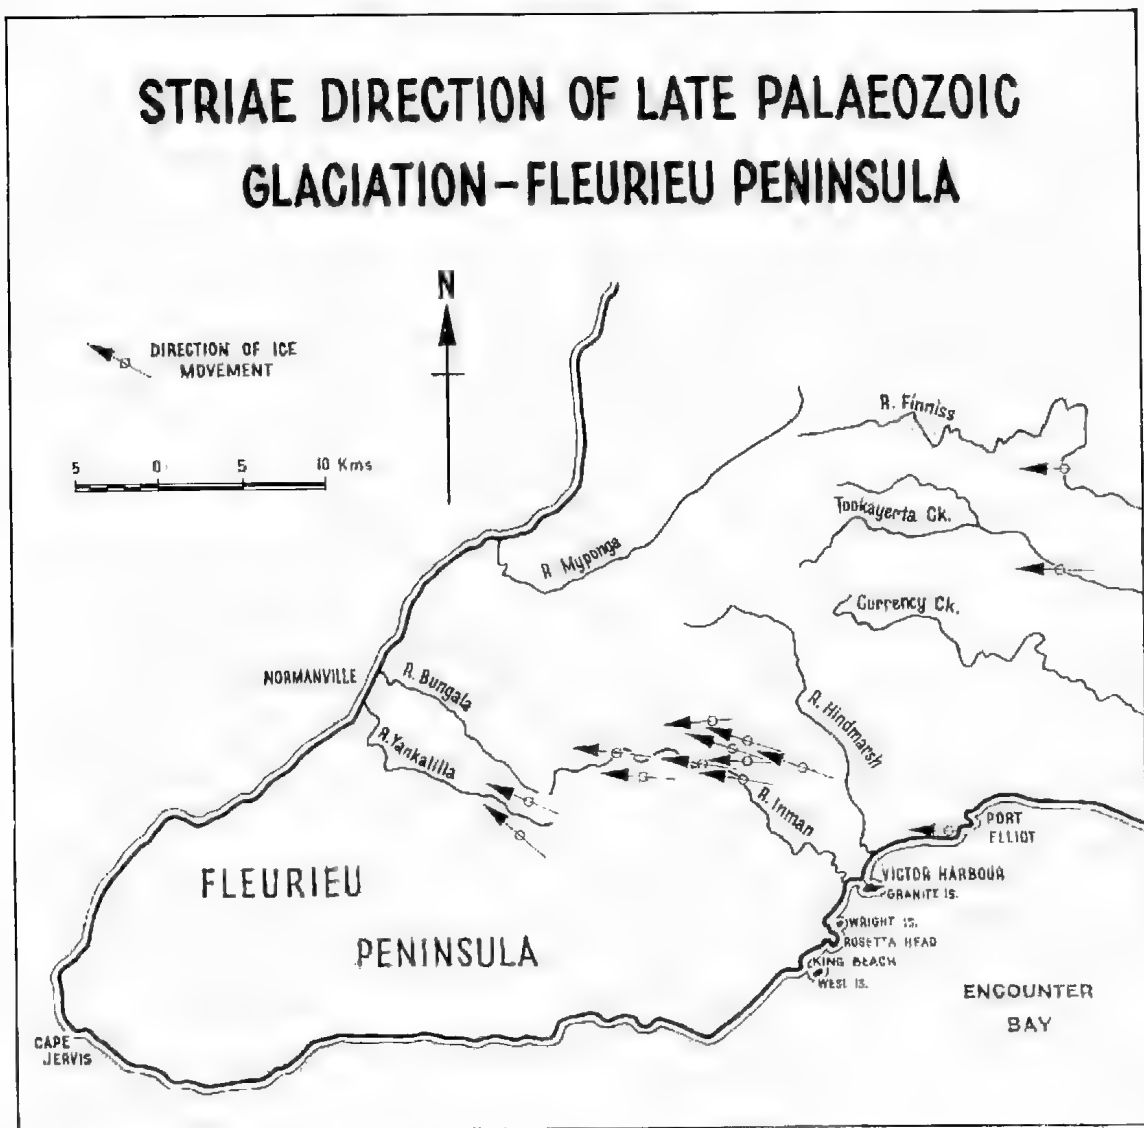 STRIAE DIRECTION OF LATE PALAEOZOIC
GLACIATION-FLEURIEU PENINSULA
N
DIRECTION OF ICE
MOVEMENT
5 0 5 10 Kms
R. Finniss
Tookayerta Ck.
R Myponga
Currency Ck.
NORMANVILLE
R. Bungala
R. Yankalilla
R. Hindmarsh
R. Inman
PORT
ELLIOT
VICTOR HARBOUR
GRANITE IS.
WRIGHT IS.
ROSETTA HEAD
KING BEACH
WEST IS.
FLEURIEU
PENINSULA
ENCOUNTER
BAY
CAPE
JERVIS